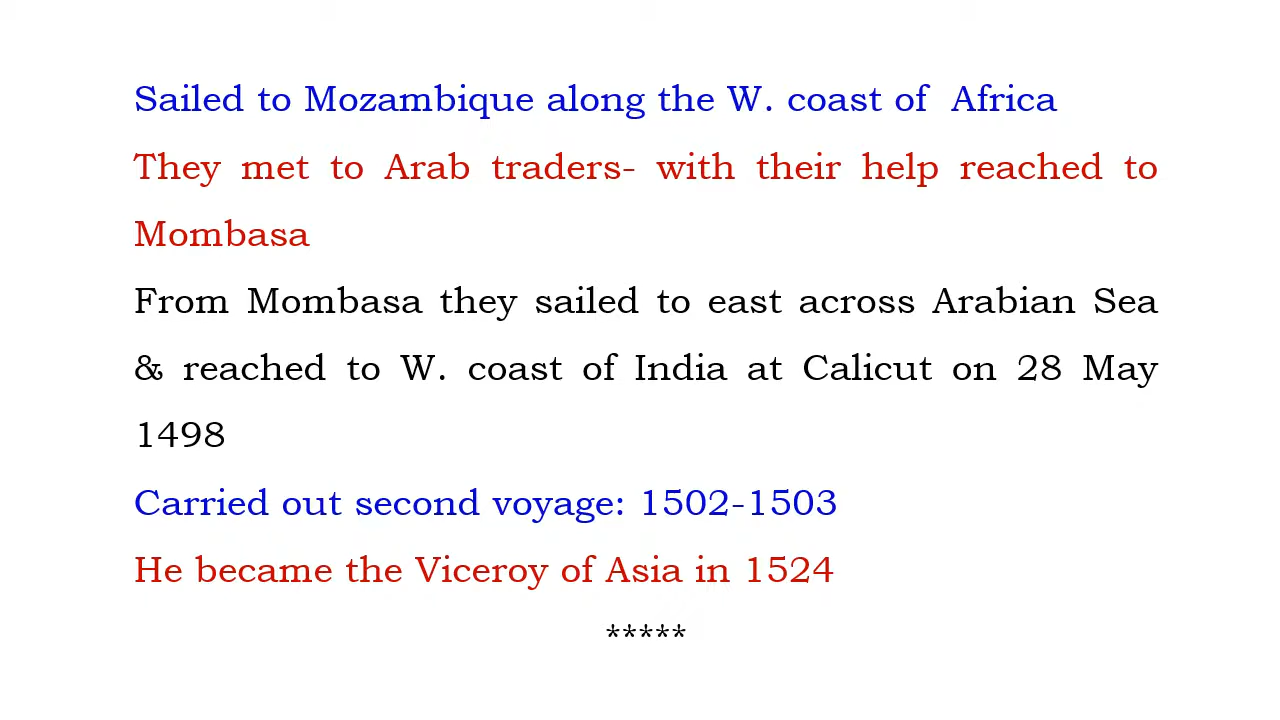 Sailed to Mozambique along the W. coast of Africa
They met to Arab traders- with their help reached to
Mombasa
From Mombasa they sailed to east across Arabian Sea
& reached to W. coast of India at Calicut on 28 May
1498
Carried out second voyage: 1502-1503
He became the Viceroy of Asia in 1524
*****